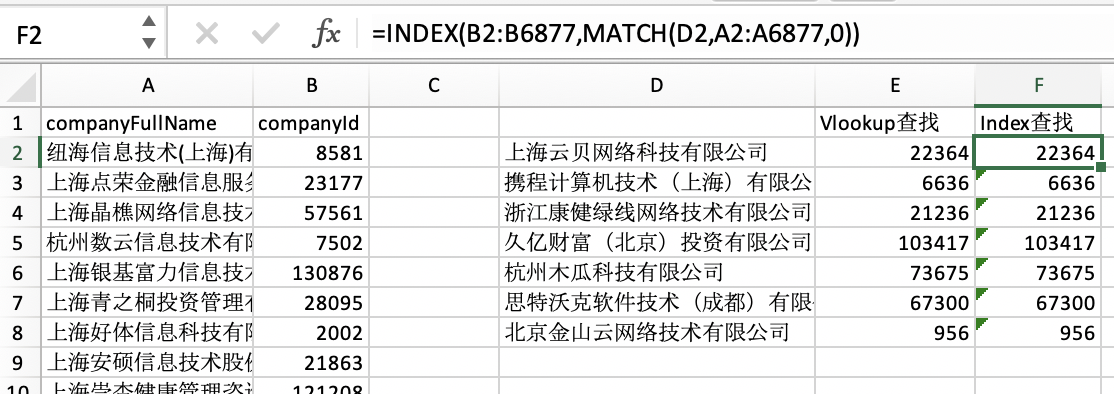 F2 fx =INDEX(B2:B6877,MATCH(D2,A2:A6877,0))
A B C D E F
1 companyFullName companyId Vlookup查找 Index查找
2 纽海信息技术(上海)有 8581 上海云贝网络科技有限公司 22364 22364
3 上海点荣金融信息服务 23177 携程计算机技术（上海）有限公 6636 6636
4 上海晶樵网络信息技 57561 浙江康健绿线网络技术有限公司 21236 21236
5 杭州数云信息技术有限 7502 久亿财富（北京）投资有限公司 103417 103417
6 上海银基富力信息技 130876 杭州木瓜科技有限公司 73675 73675
7 上海青之桐投资管理有 28095 思特沃克软件技术（成都）有限 67300 67300
8 上海好体信息科技有限 2002 北京金山云网络技术有限公司 956 956
9 上海安硕信息技术股份 21863
10 121208